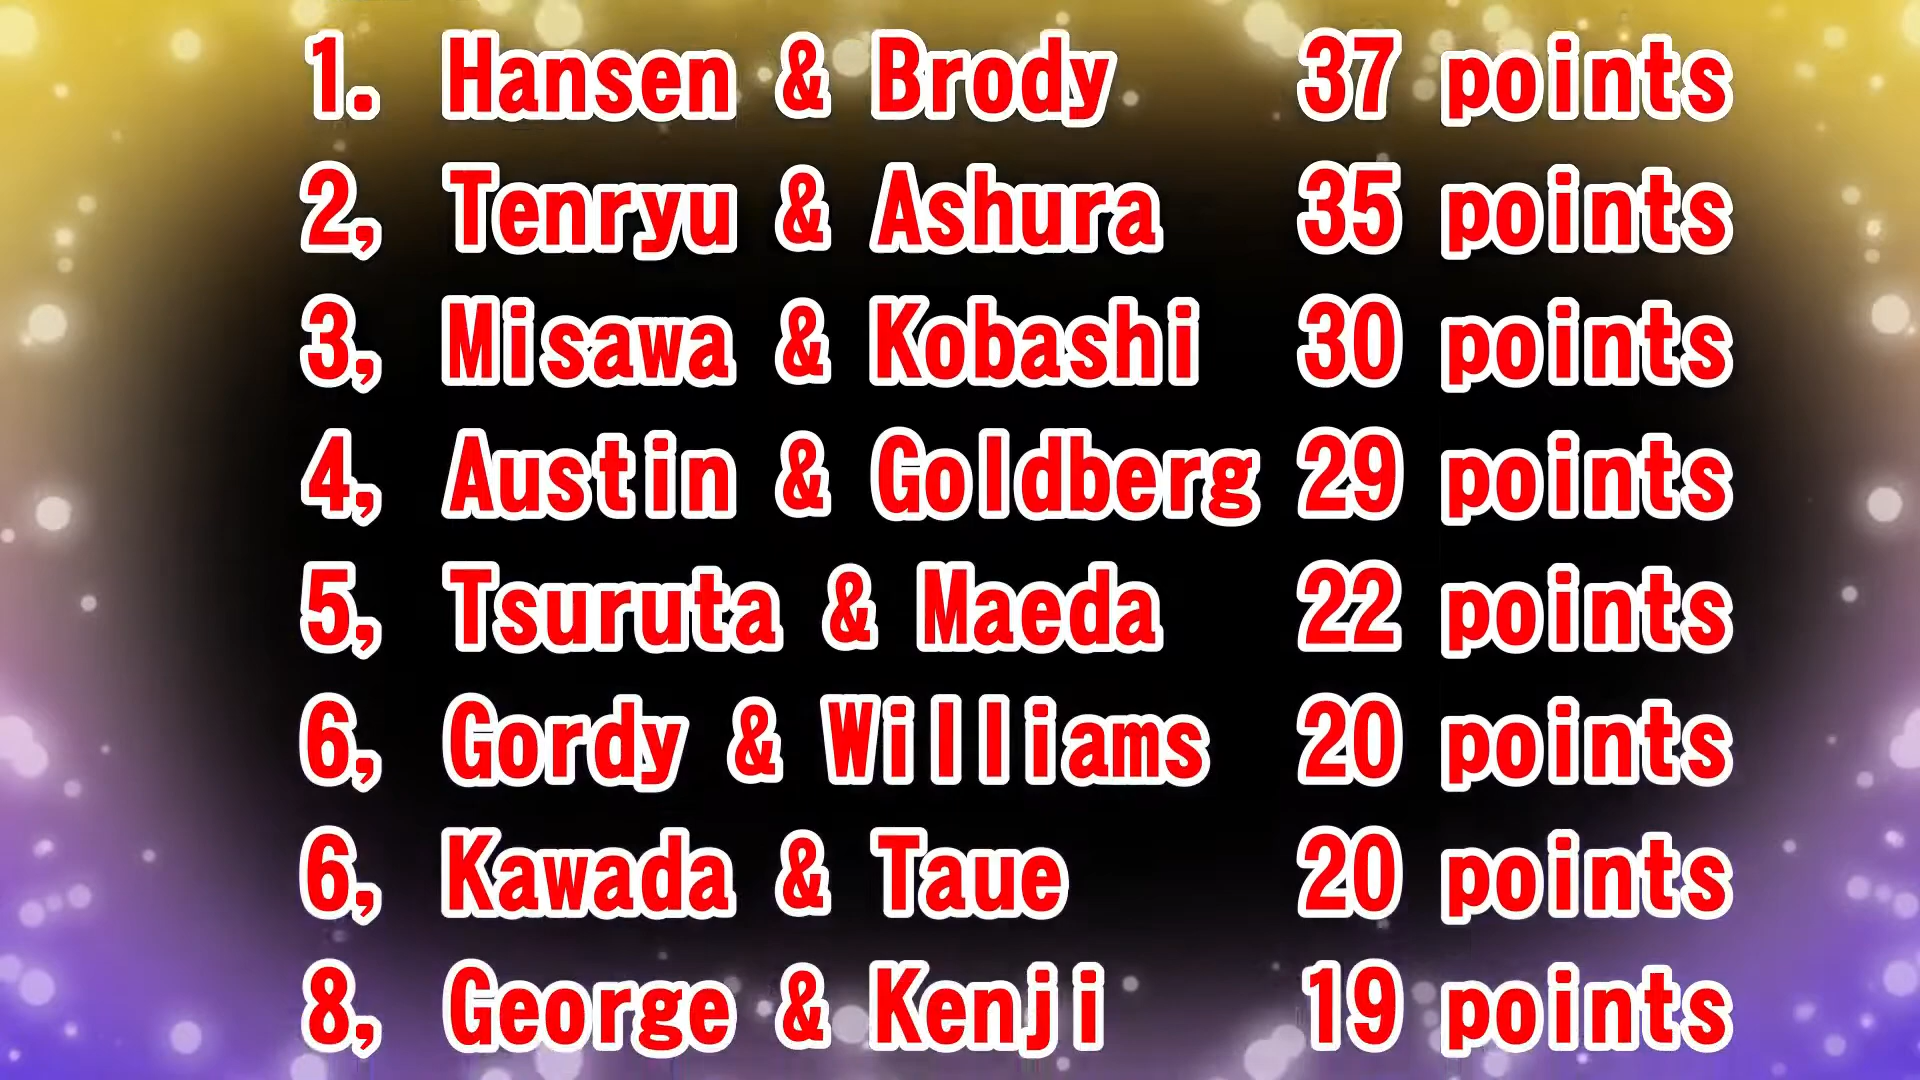 1. Hansen & Brody 37 points
2, Tenryu & Ashura 35 points
3, Misawa & Kobashi 30 points
4, Austin & Goldberg 29 points
5, Tsuruta & Maeda 22 points
6, Gordy & Williams 20 points
6, Kawada & Taue 20 points
8, George & Kenji 19 points